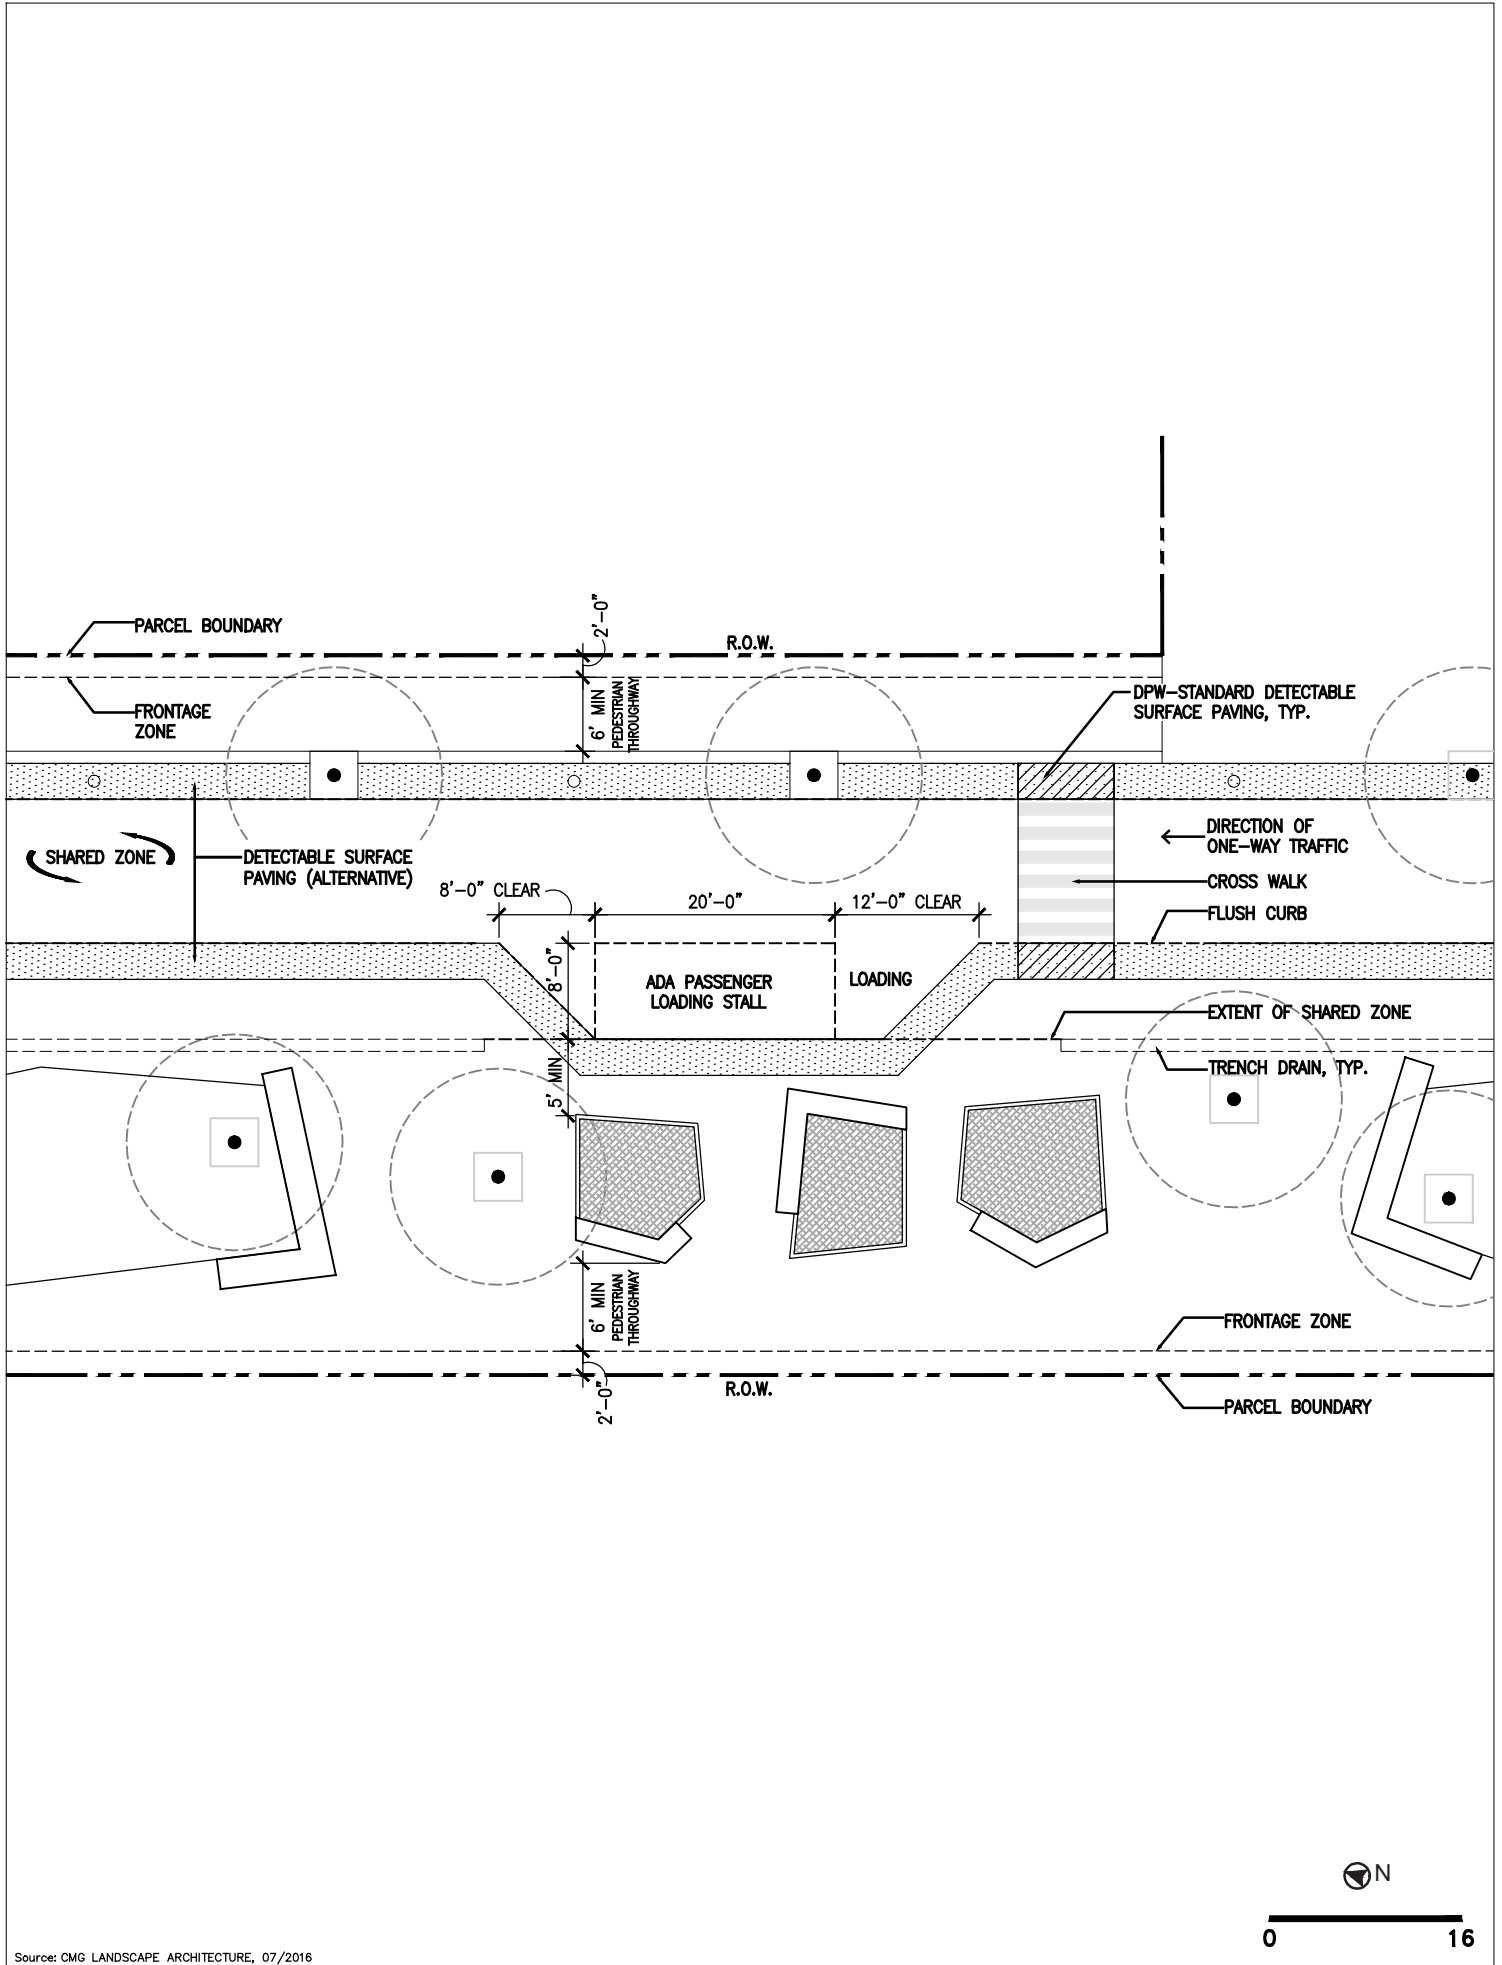 2'-0"
PARCEL BOUNDARY
R.O.W.
6' MIN
PEDESTRIAN
THROUGHWAY
DPW-STANDARD DETECTABLE
SURFACE PAVING, TYP.
FRONTAGE
ZONE
DIRECTION OF
ONE-WAY TRAFFIC
SHARED ZONE
DETECTABLE SURFACE
PAVING (ALTERNATIVE)
8'-0" CLEAR
20'-0"
12'-0" CLEAR
CROSS WALK
FLUSH CURB
8'-0"
ADA PASSENGER
LOADING STALL
LOADING
EXTENT OF SHARED ZONE
5' MIN
TRENCH DRAIN, TYP.
6' MIN
PEDESTRIAN
THROUGHWAY
FRONTAGE ZONE
2'-0"
R.O.W.
PARCEL BOUNDARY
N
0 16
Source: CMG LANDSCAPE ARCHITECTURE, 07/2016